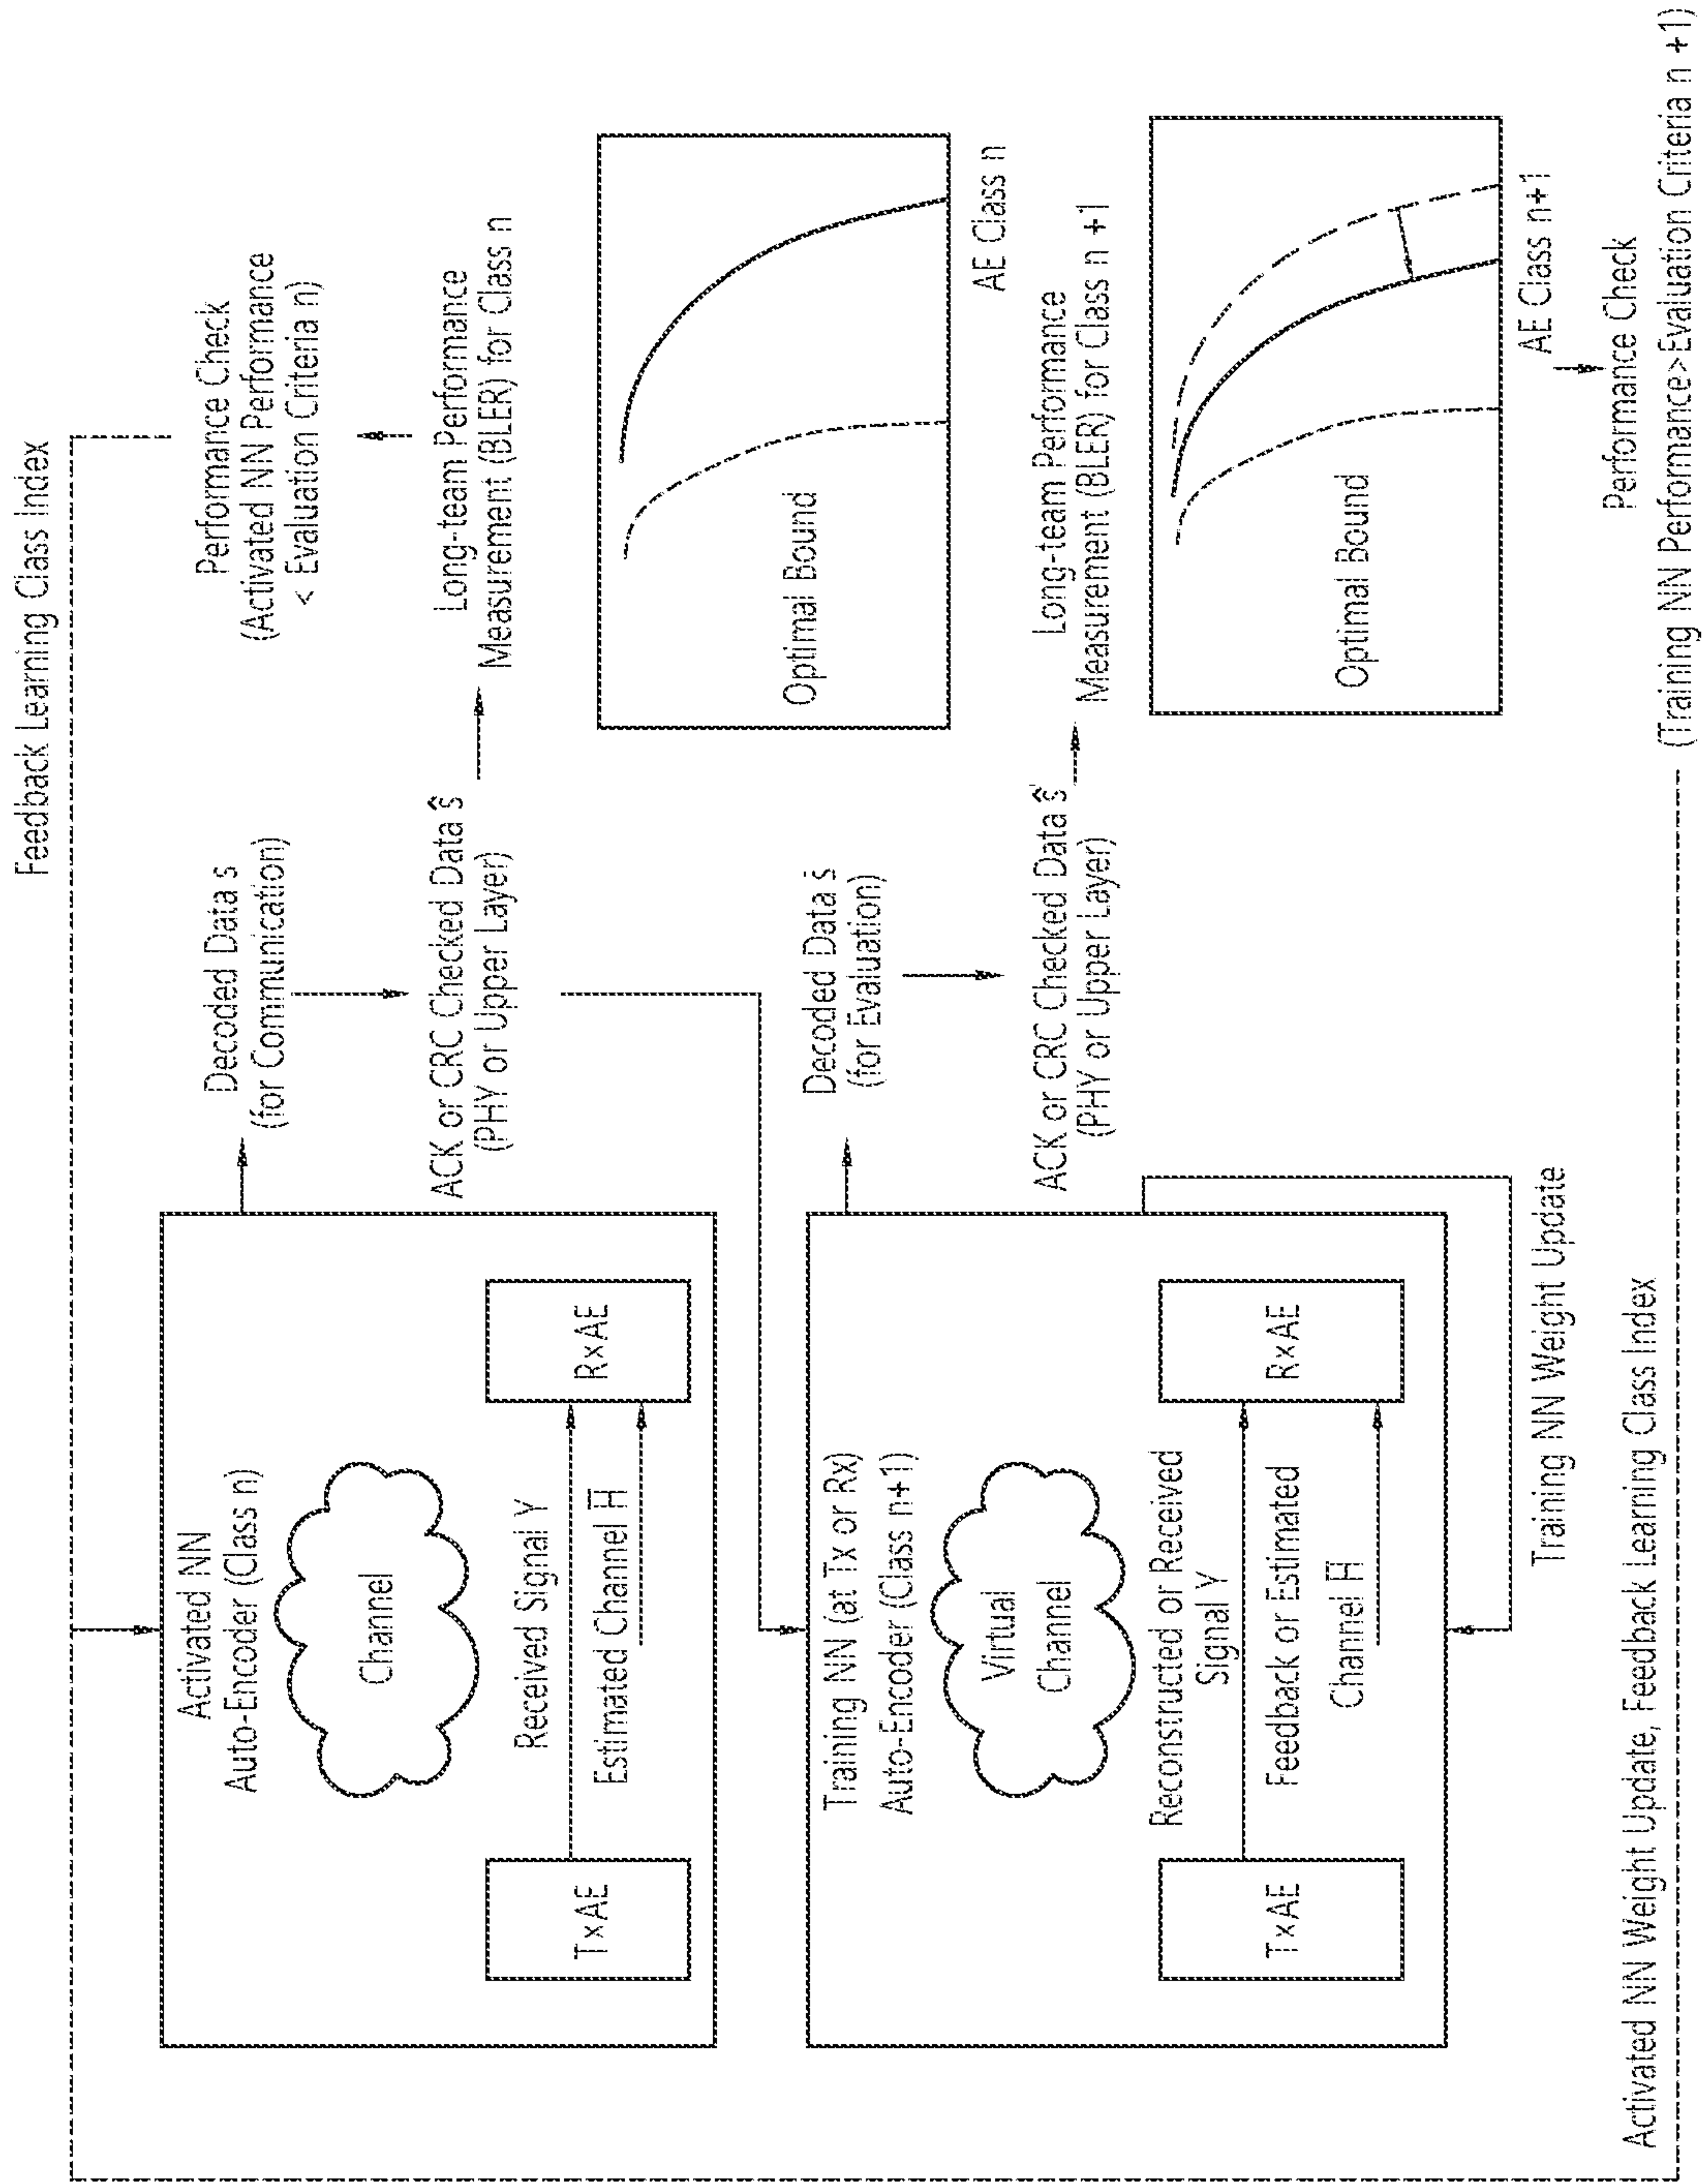 Feedback Learning Class Index
Activated NN
Auto-Encoder (Class n)
Channel
Received Signal Y
Estimated Channel H̅
TxAE
RxAE
Decoded Data s
(for Communication)
ACK or CRC Checked Data ŝ
(PHY or Upper Layer)
Performance Check
(Activated NN Performance
< Evaluation Criteria n)
Long-team Performance
Measurement (BLER) for Class n
Optimal Bound
AE Class n
Training NN (at Tx or Rx)
Auto-Encoder (Class n+1)
Virtual
Channel
Reconstructed or Received
Signal Y
Feedback or Estimated
Channel H̅
TxAE
RxAE
Decoded Data s̄
(for Evaluation)
ACK or CRC Checked Data ŝ'
(PHY or Upper Layer)
Long-team Performance
Measurement (BLER) for Class n +1
Optimal Bound
AE Class n+1
Performance Check
(Training NN Performance>Evaluation Criteria n +1)
Training NN Weight Update
Activated NN Weight Update, Feedback Learning Class Index